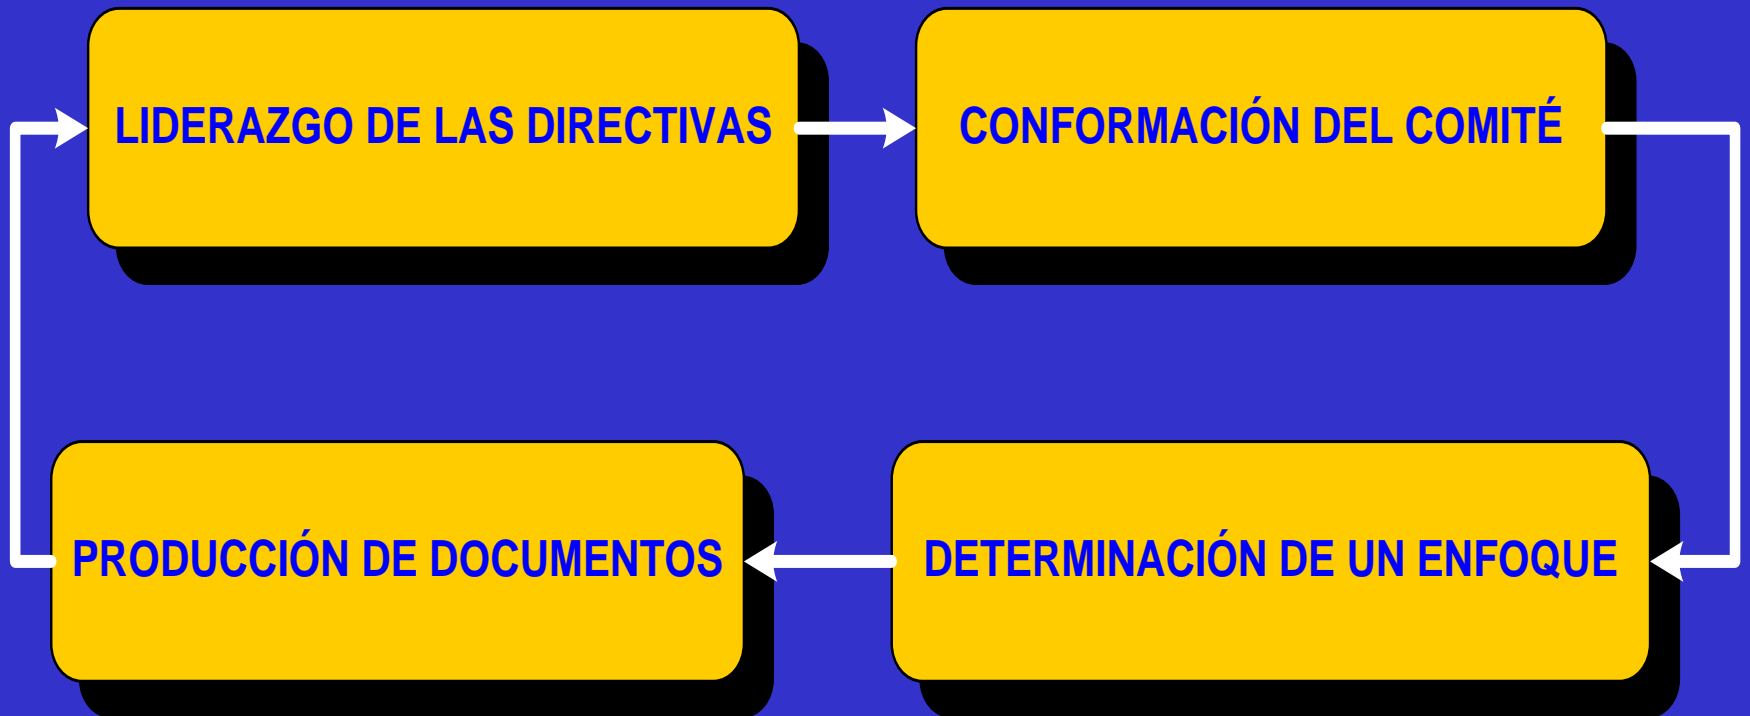 LIDERAZGO DE LAS DIRECTIVAS
CONFORMACIÓN DEL COMITÉ
DETERMINACIÓN DE UN ENFOQUE
PRODUCCIÓN DE DOCUMENTOS